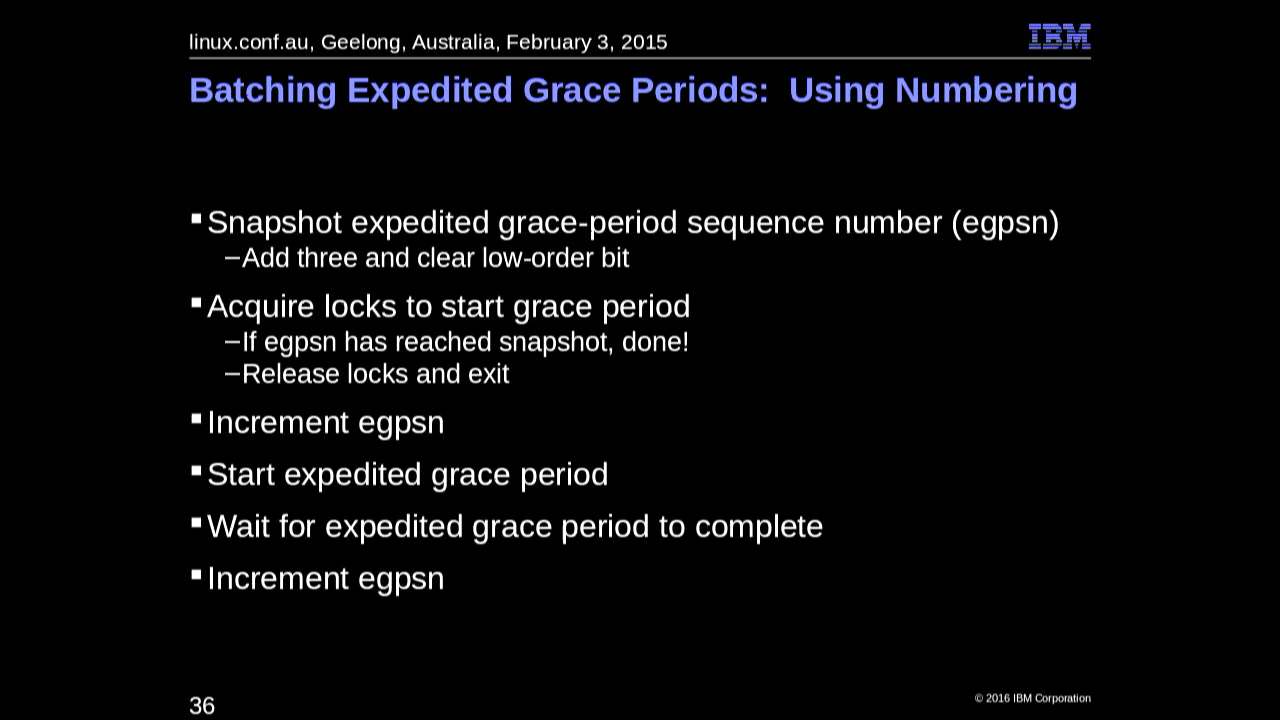 linux.conf.au, Geelong, Australia, February 3, 2015
IBM
Batching Expedited Grace Periods:  Using Numbering
▪Snapshot expedited grace-period sequence number (egpsn)
–Add three and clear low-order bit
▪Acquire locks to start grace period
–If egpsn has reached snapshot, done!
–Release locks and exit
▪Increment egpsn
▪Start expedited grace period
▪Wait for expedited grace period to complete
▪Increment egpsn
36
© 2016 IBM Corporation